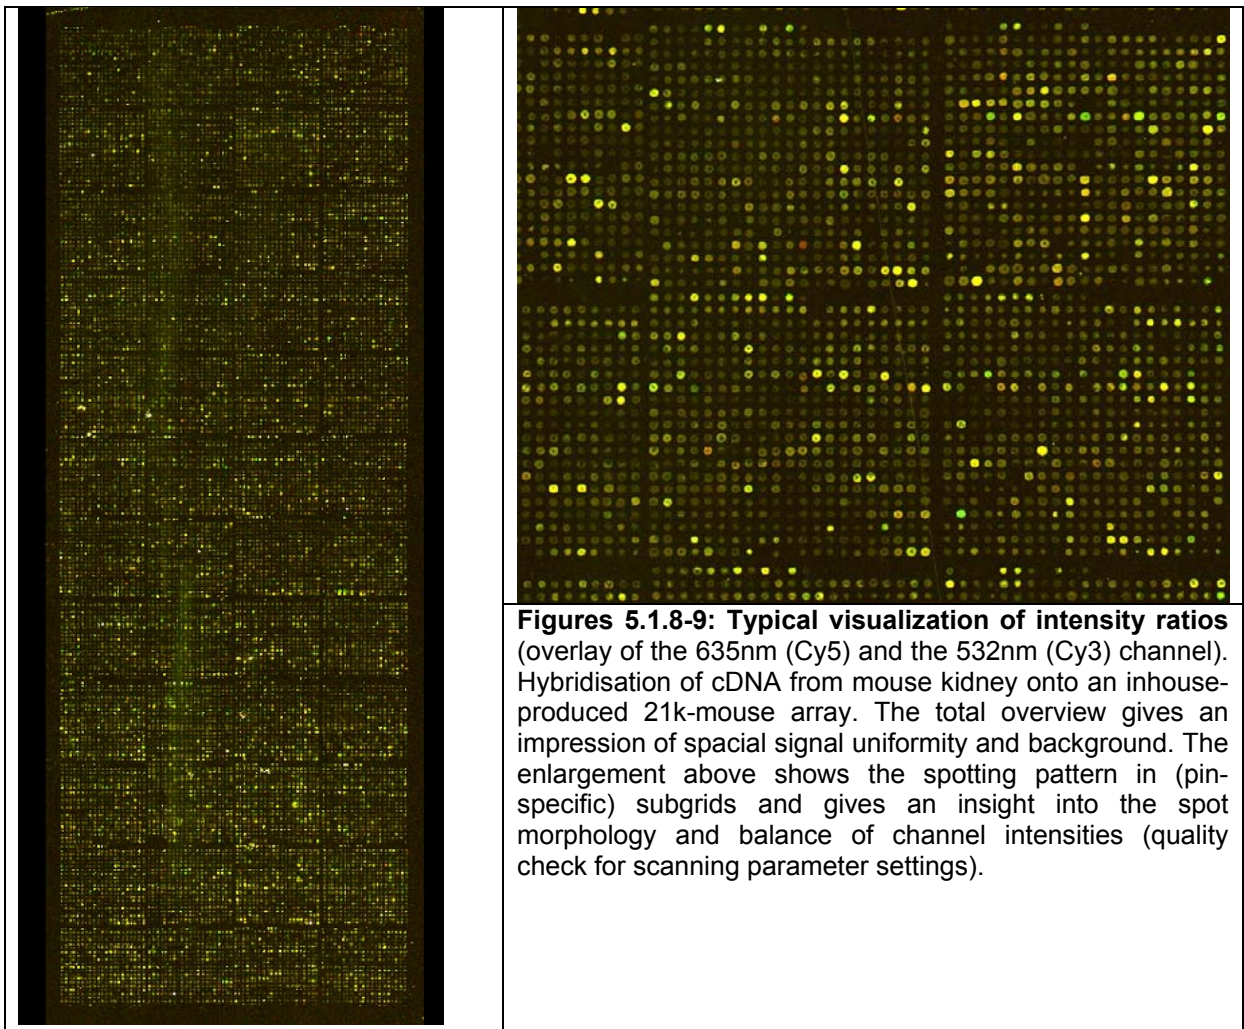 Figures 5.1.8-9: Typical visualization of intensity ratios
(overlay of the 635nm (Cy5) and the 532nm (Cy3) channel).
Hybridisation of cDNA from mouse kidney onto an inhouse-
produced 21k-mouse array. The total overview gives an
impression of spacial signal uniformity and background. The
enlargement above shows the spotting pattern in (pin-
specific) subgrids and gives an insight into the spot
morphology and balance of channel intensities (quality
check for scanning parameter settings).